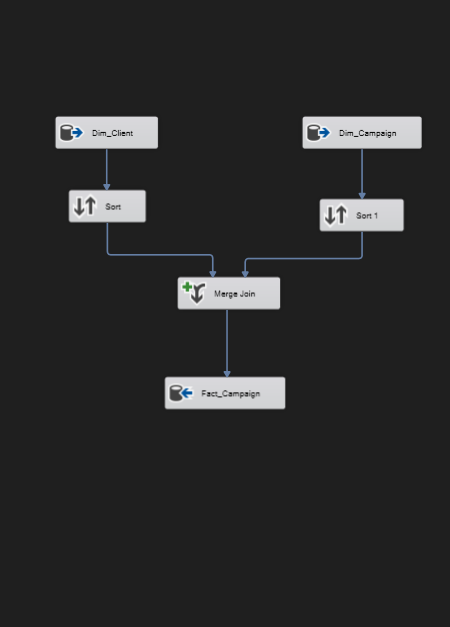 Dim_Client
Dim_Campaign
Sort
Sort 1
Merge Join
Fact_Campaign